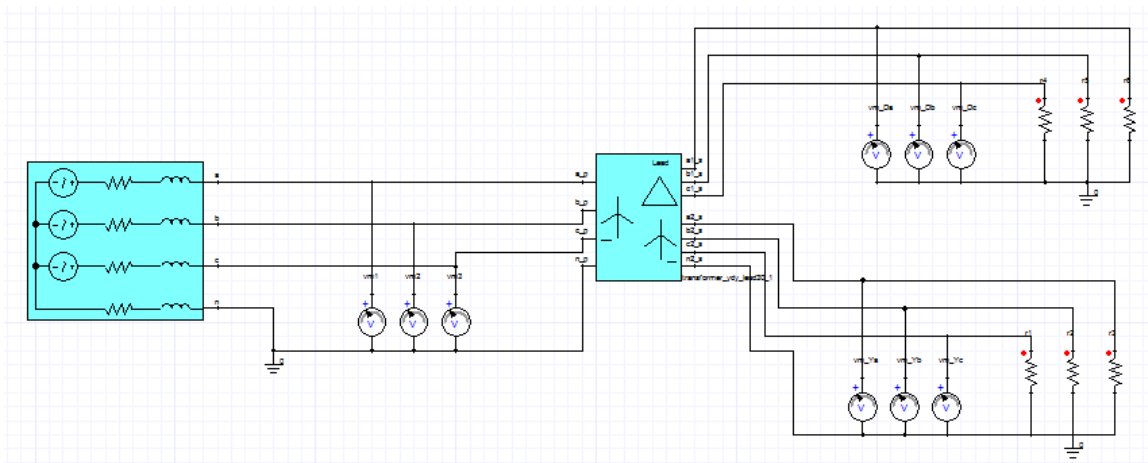 r4
r5
r6
vm_Da
vm_Db
vm_Dc
V
V
V
g
Lead
a1_s
b1_s
c1_s
a2_s
b2_s
c2_s
n2_s
a_p
b_p
c_p
n_p
transformer_ydy_lead30_1
a
b
c
n
vm1
vm2
vm3
V
V
V
g
r1
r2
r3
vm_Ya
vm_Yb
vm_Yc
V
V
V
g